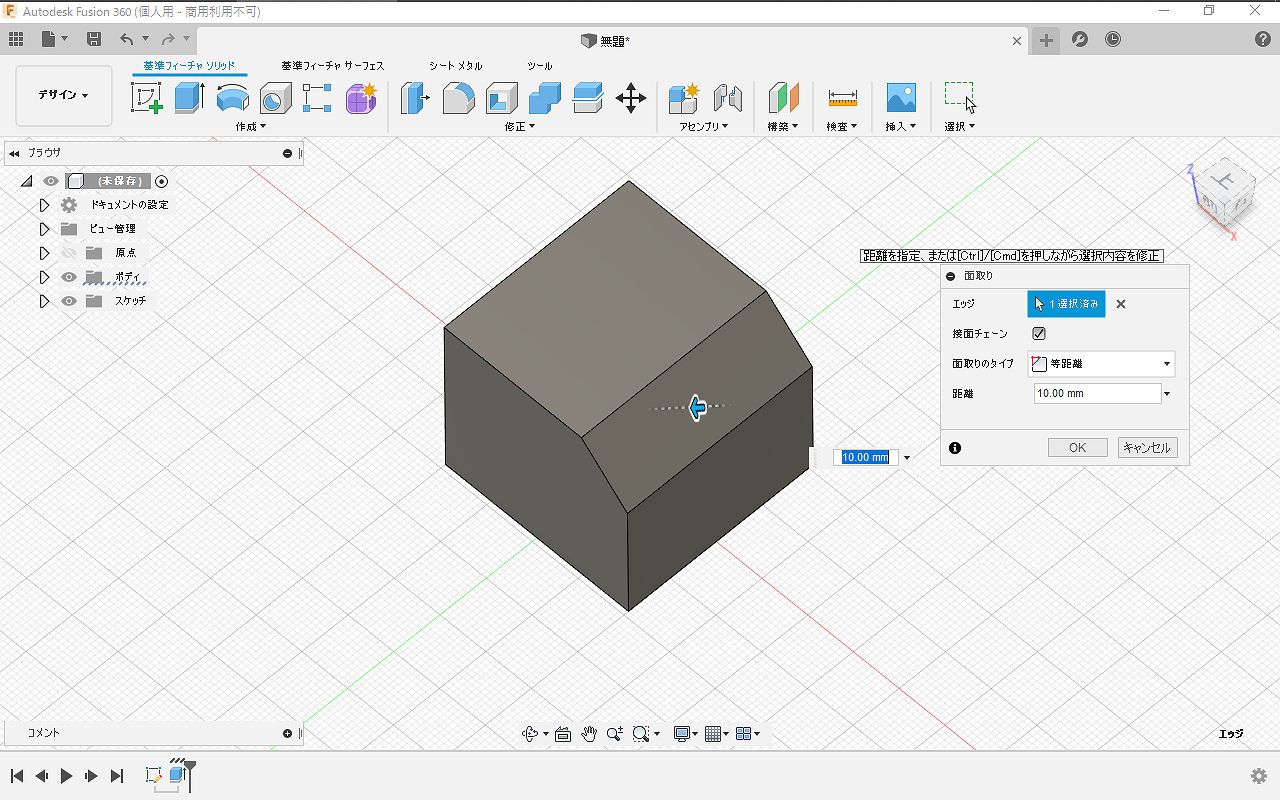 Autodesk Fusion 360 (個人用 - 商用利用不可)
無題*
基準フィーチャ ソリッド 基準フィーチャ サーフェス シート メタル ツール
デザイン
作成 修正 アセンブリ 構築 検査 挿入 選択
ブラウザ
(未保存)
ドキュメントの設定
ビュー管理
原点
ボディ
スケッチ
距離を指定、または[Ctrl]/[Cmd]を押しながら選択内容を修正
面取り
エッジ 1 選択済み
接面チェーン
面取りのタイプ 等距離
距離 10.00 mm
OK キャンセル
10.00 mm
コメント
エッジ